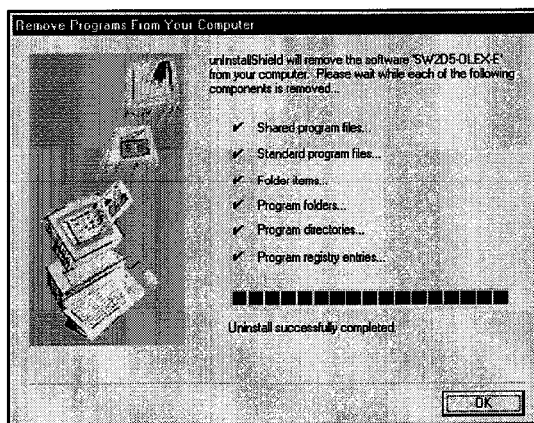 Remove Programs From Your Computer
unInstallShield will remove the software "SW2D5-OLEX-E"
from your computer. Please wait while each of the following
components is removed...
✔ Shared program files...
✔ Standard program files...
✔ Folder items...
✔ Program folders...
✔ Program directories...
✔ Program registry entries...
Uninstall successfully completed.
OK